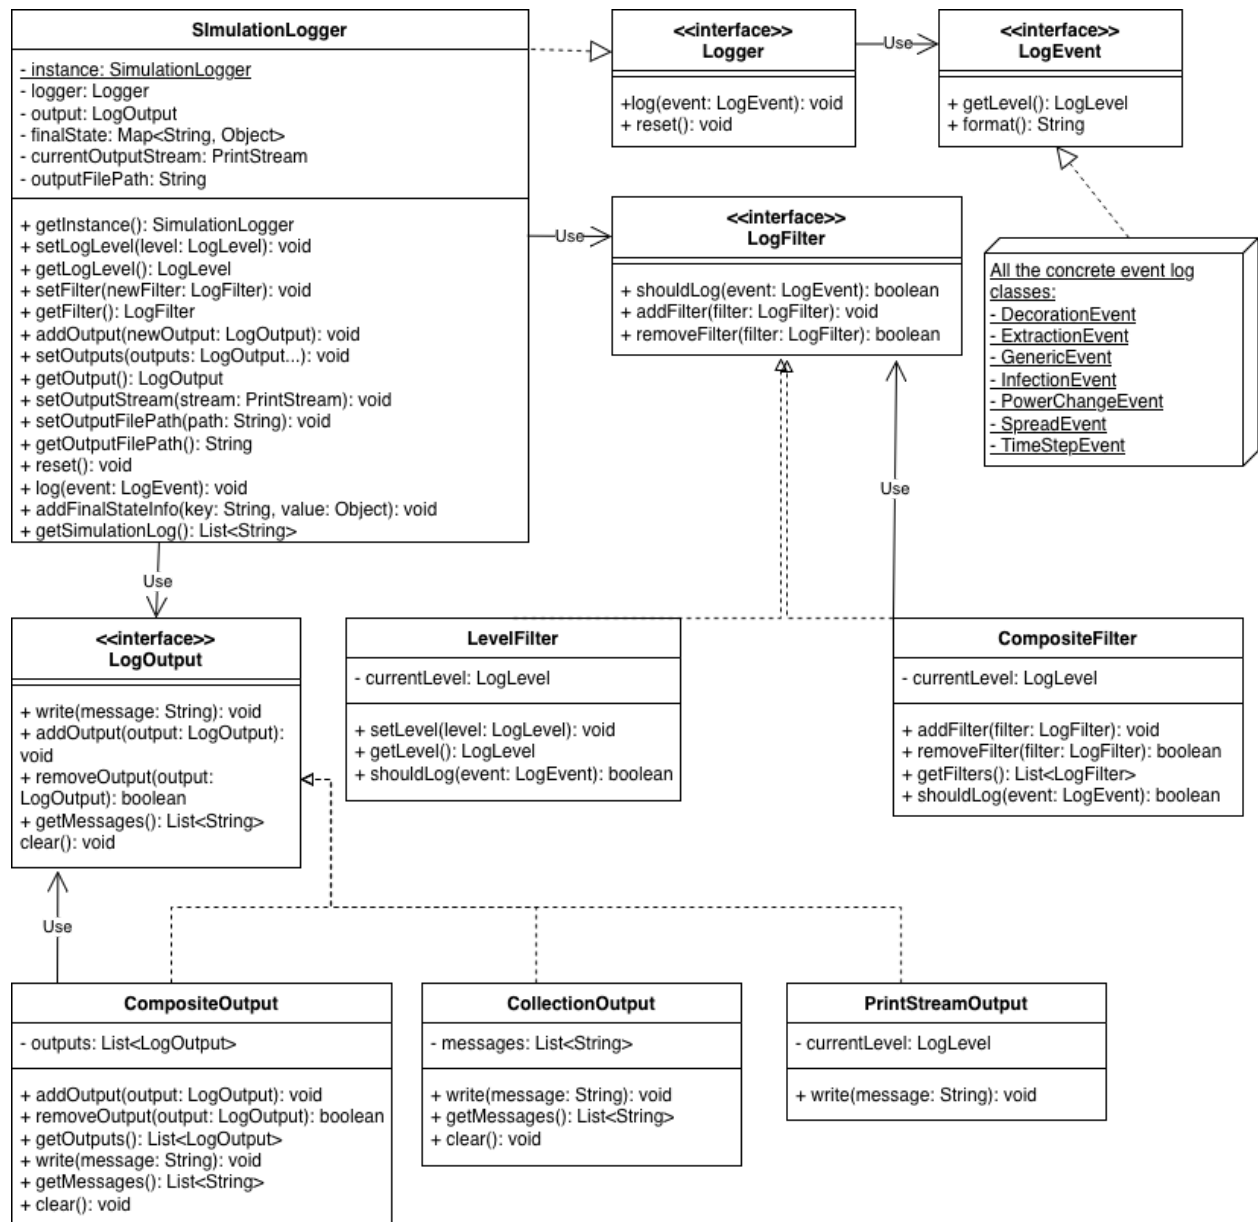 SImulationLogger
- instance: SimulationLogger
- logger: Logger
- output: LogOutput
- finalState: Map<String, Object>
- currentOutputStream: PrintStream
- outputFilePath: String
+ getInstance(): SimulationLogger
+ setLogLevel(level: LogLevel): void
+ getLogLevel(): LogLevel
+ setFilter(newFilter: LogFilter): void
+ getFilter(): LogFilter
+ addOutput(newOutput: LogOutput): void
+ setOutputs(outputs: LogOutput...): void
+ getOutput(): LogOutput
+ setOutputStream(stream: PrintStream): void
+ setOutputFilePath(path: String): void
+ getOutputFilePath(): String
+ reset(): void
+ log(event: LogEvent): void
+ addFinalStateInfo(key: String, value: Object): void
+ getSimulationLog(): List<String>
<<interface>>
Logger
+log(event: LogEvent): void
+ reset(): void
Use
<<interface>>
LogEvent
+ getLevel(): LogLevel
+ format(): String
Use
<<interface>>
LogFilter
+ shouldLog(event: LogEvent): boolean
+ addFilter(filter: LogFilter): void
+ removeFilter(filter: LogFilter): boolean
All the concrete event log
classes:
- DecorationEvent
- ExtractionEvent
- GenericEvent
- InfectionEvent
- PowerChangeEvent
- SpreadEvent
- TimeStepEvent
Use
Use
<<interface>>
LogOutput
+ write(message: String): void
+ addOutput(output: LogOutput):
void
+ removeOutput(output:
LogOutput): boolean
+ getMessages(): List<String>
clear(): void
LevelFilter
- currentLevel: LogLevel
+ setLevel(level: LogLevel): void
+ getLevel(): LogLevel
+ shouldLog(event: LogEvent): boolean
CompositeFilter
- currentLevel: LogLevel
+ addFilter(filter: LogFilter): void
+ removeFilter(filter: LogFilter): boolean
+ getFilters(): List<LogFilter>
+ shouldLog(event: LogEvent): boolean
Use
CompositeOutput
- outputs: List<LogOutput>
+ addOutput(output: LogOutput): void
+ removeOutput(output: LogOutput): boolean
+ getOutputs(): List<LogOutput>
+ write(message: String): void
+ getMessages(): List<String>
+ clear(): void
CollectionOutput
- messages: List<String>
+ write(message: String): void
+ getMessages(): List<String>
+ clear(): void
PrintStreamOutput
- currentLevel: LogLevel
+ write(message: String): void